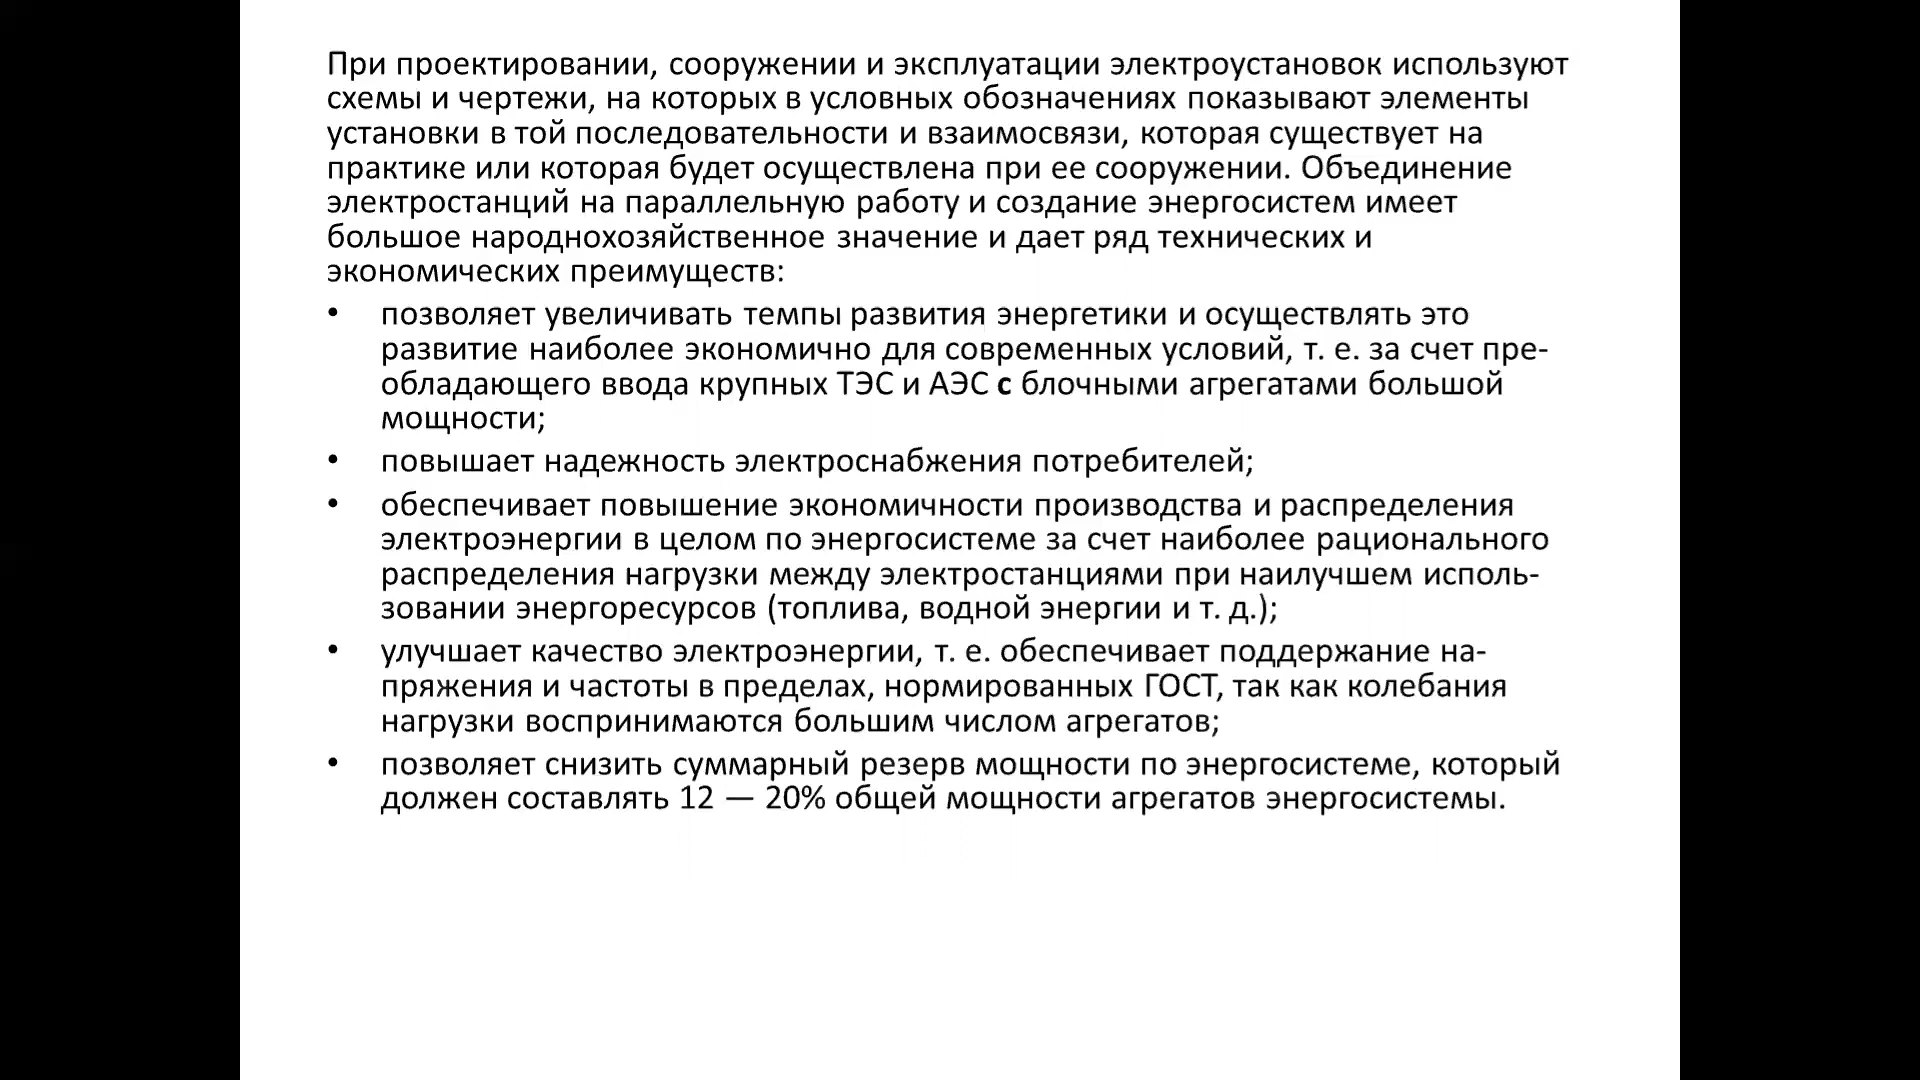 При проектировании, сооружении и эксплуатации электроустановок используют
схемы и чертежи, на которых в условных обозначениях показывают элементы
установки в той последовательности и взаимосвязи, которая существует на
практике или которая будет осуществлена при ее сооружении. Объединение
электростанций на параллельную работу и создание энергосистем имеет
большое народнохозяйственное значение и дает ряд технических и
экономических преимуществ:
• позволяет увеличивать темпы развития энергетики и осуществлять это
развитие наиболее экономично для современных условий, т. е. за счет пре-
обладающего ввода крупных ТЭС и АЭС с блочными агрегатами большой
мощности;
• повышает надежность электроснабжения потребителей;
• обеспечивает повышение экономичности производства и распределения
электроэнергии в целом по энергосистеме за счет наиболее рационального
распределения нагрузки между электростанциями при наилучшем исполь-
зовании энергоресурсов (топлива, водной энергии и т. д.);
• улучшает качество электроэнергии, т. е. обеспечивает поддержание на-
пряжения и частоты в пределах, нормированных ГОСТ, так как колебания
нагрузки воспринимаются большим числом агрегатов;
• позволяет снизить суммарный резерв мощности по энергосистеме, который
должен составлять 12 — 20% общей мощности агрегатов энергосистемы.